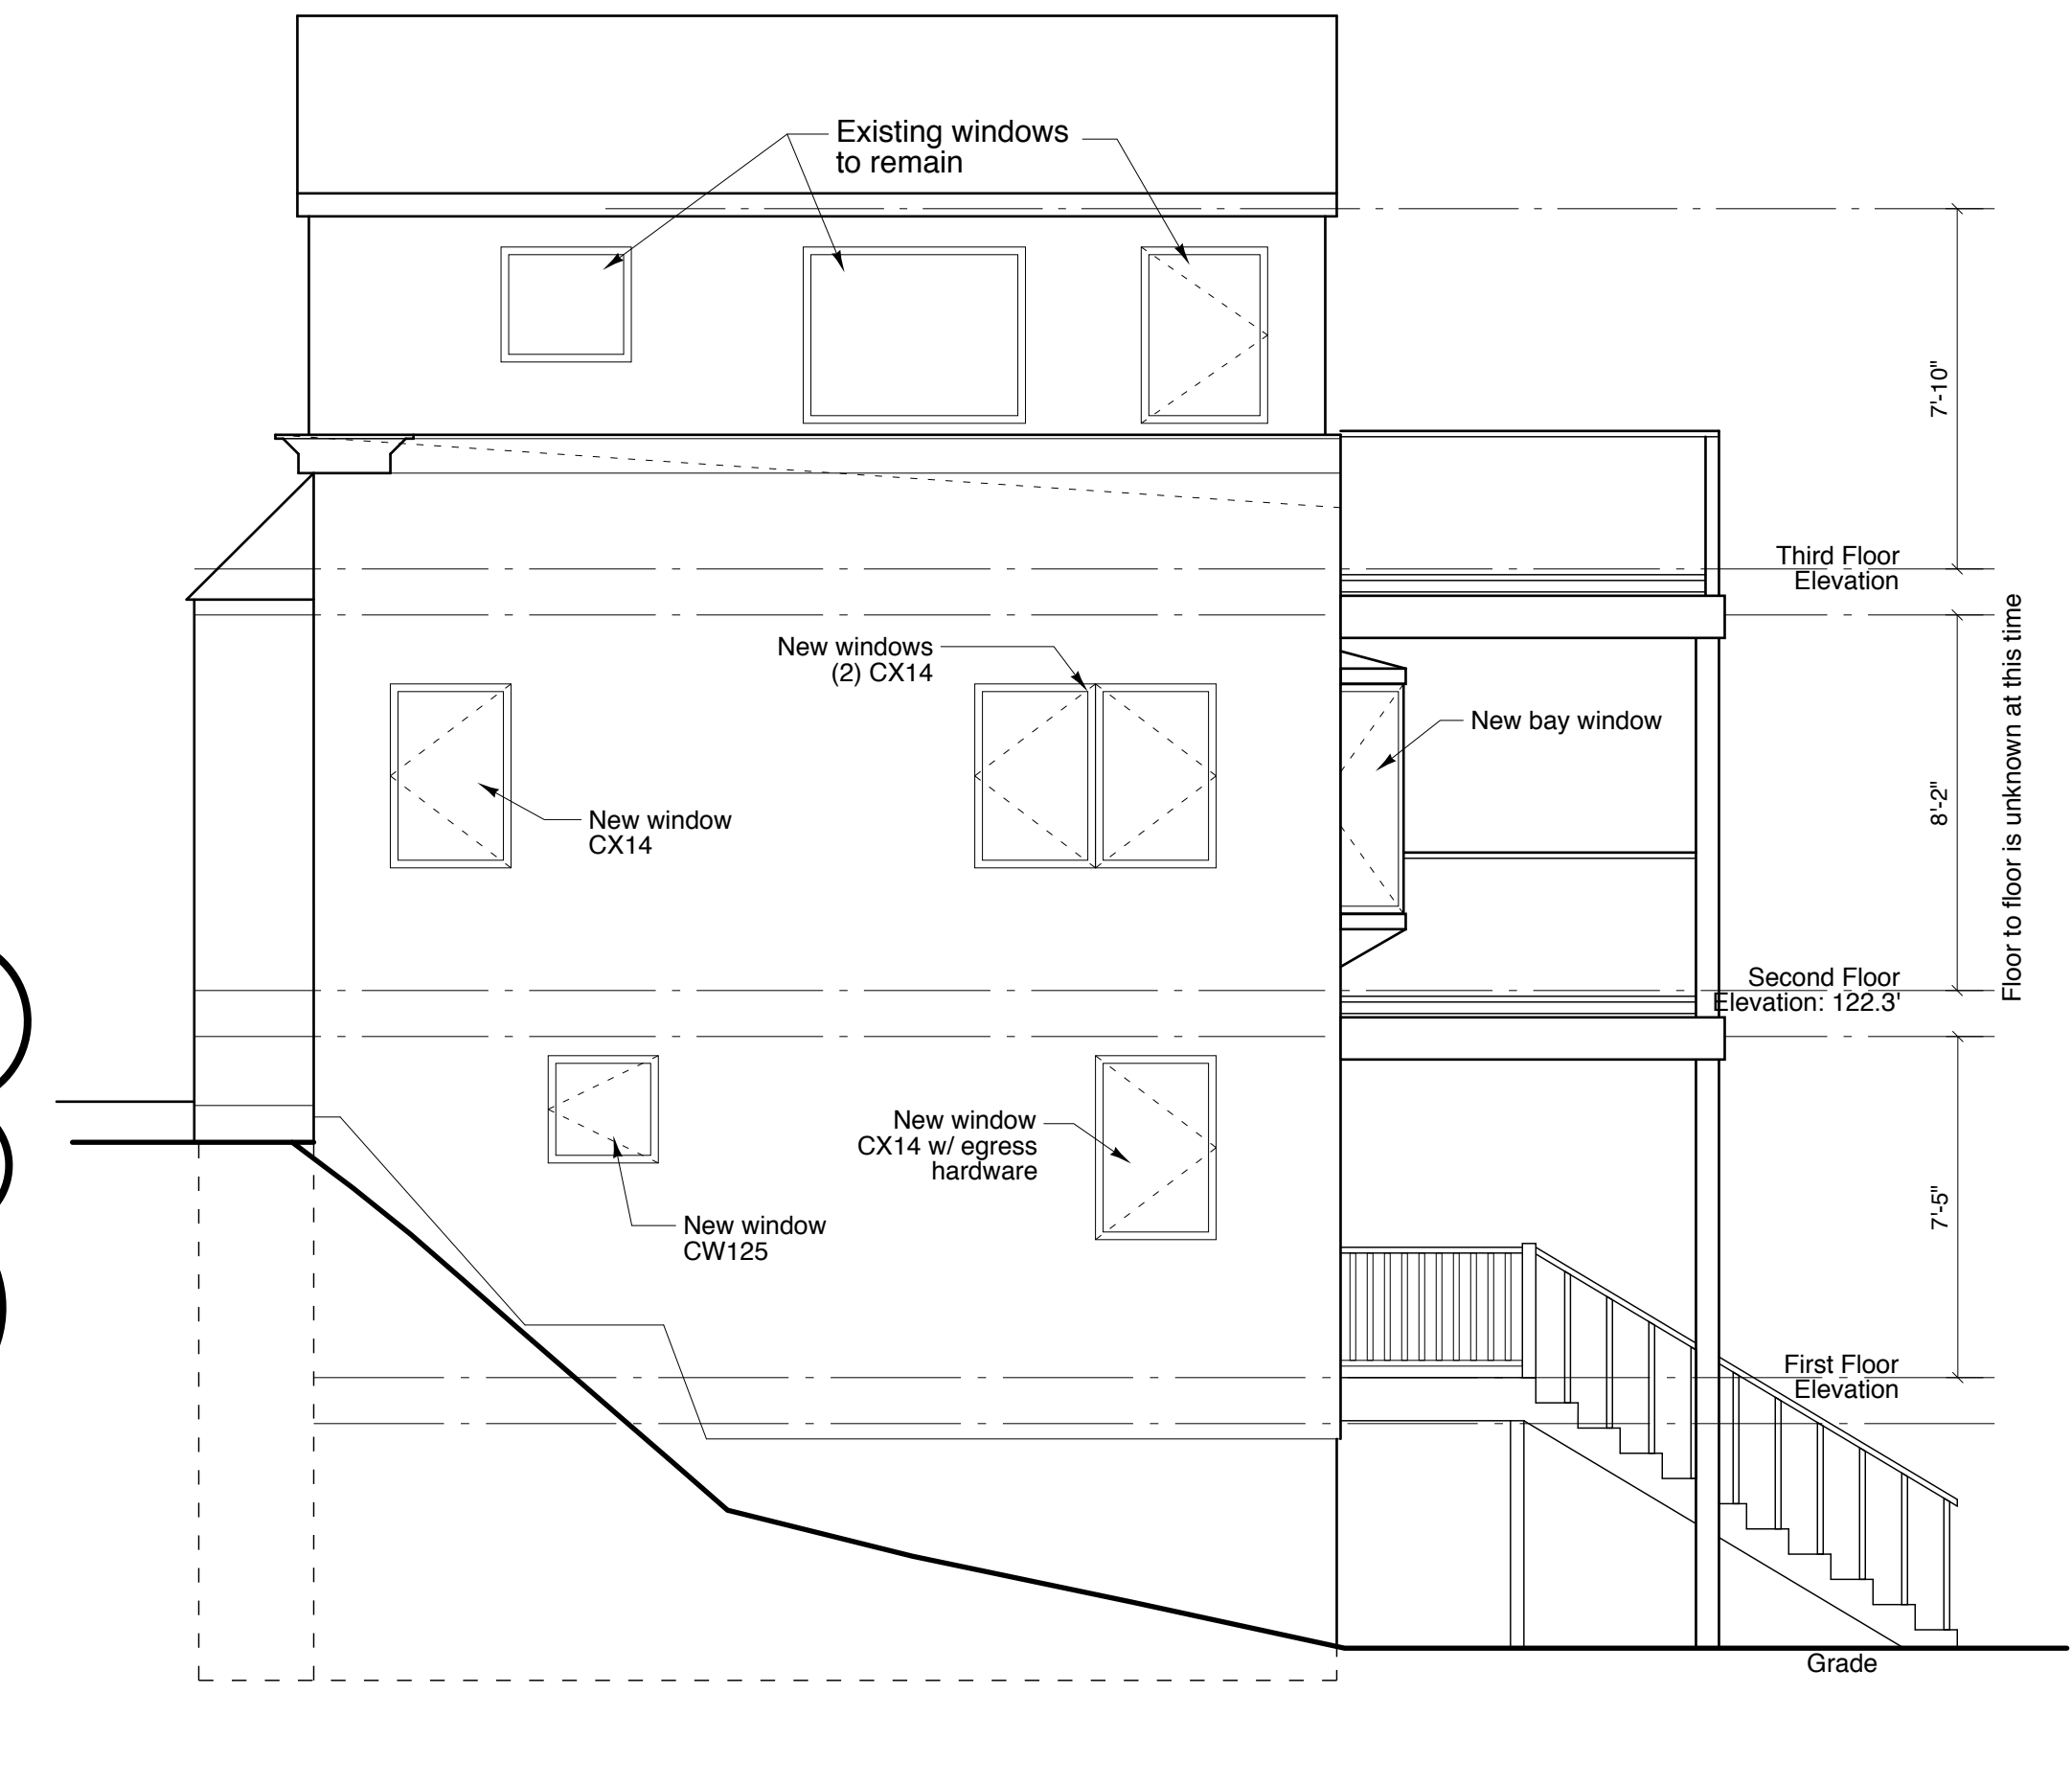 Existing windows
to remain
7'-10"
Third Floor
Elevation
New windows
(2) CX14
New bay window
New window
CX14
8'-2"
Floor to floor is unknown at this time
Second Floor
Elevation: 122.3'
New window
CX14 w/ egress
hardware
New window
CW125
7'-5"
First Floor
Elevation
Grade